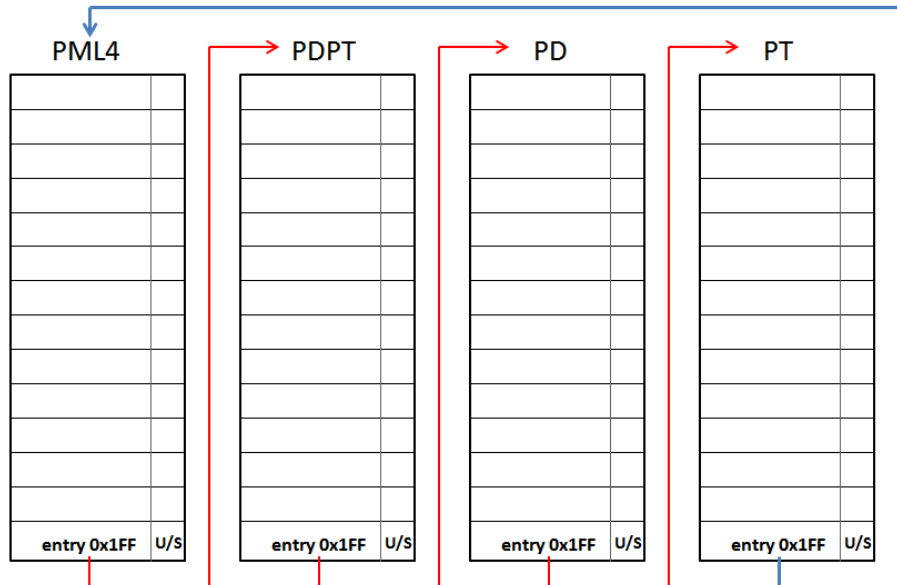 PML4
PDPT
PD
PT
entry 0x1FF U/S
entry 0x1FF U/S
entry 0x1FF U/S
entry 0x1FF U/S